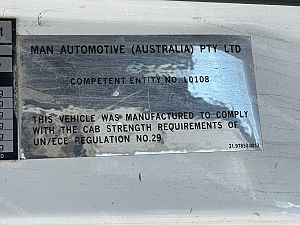 MAN AUTOMOTIVE (AUSTRALIA) PTY LTD
COMPETENT ENTITY NO. L0108
THIS VEHICLE WAS MANUFACTURED TO COMPLY
WITH THE CAB STRENGTH REQUIREMENTS OF
UN/ECE REGULATION NO.29